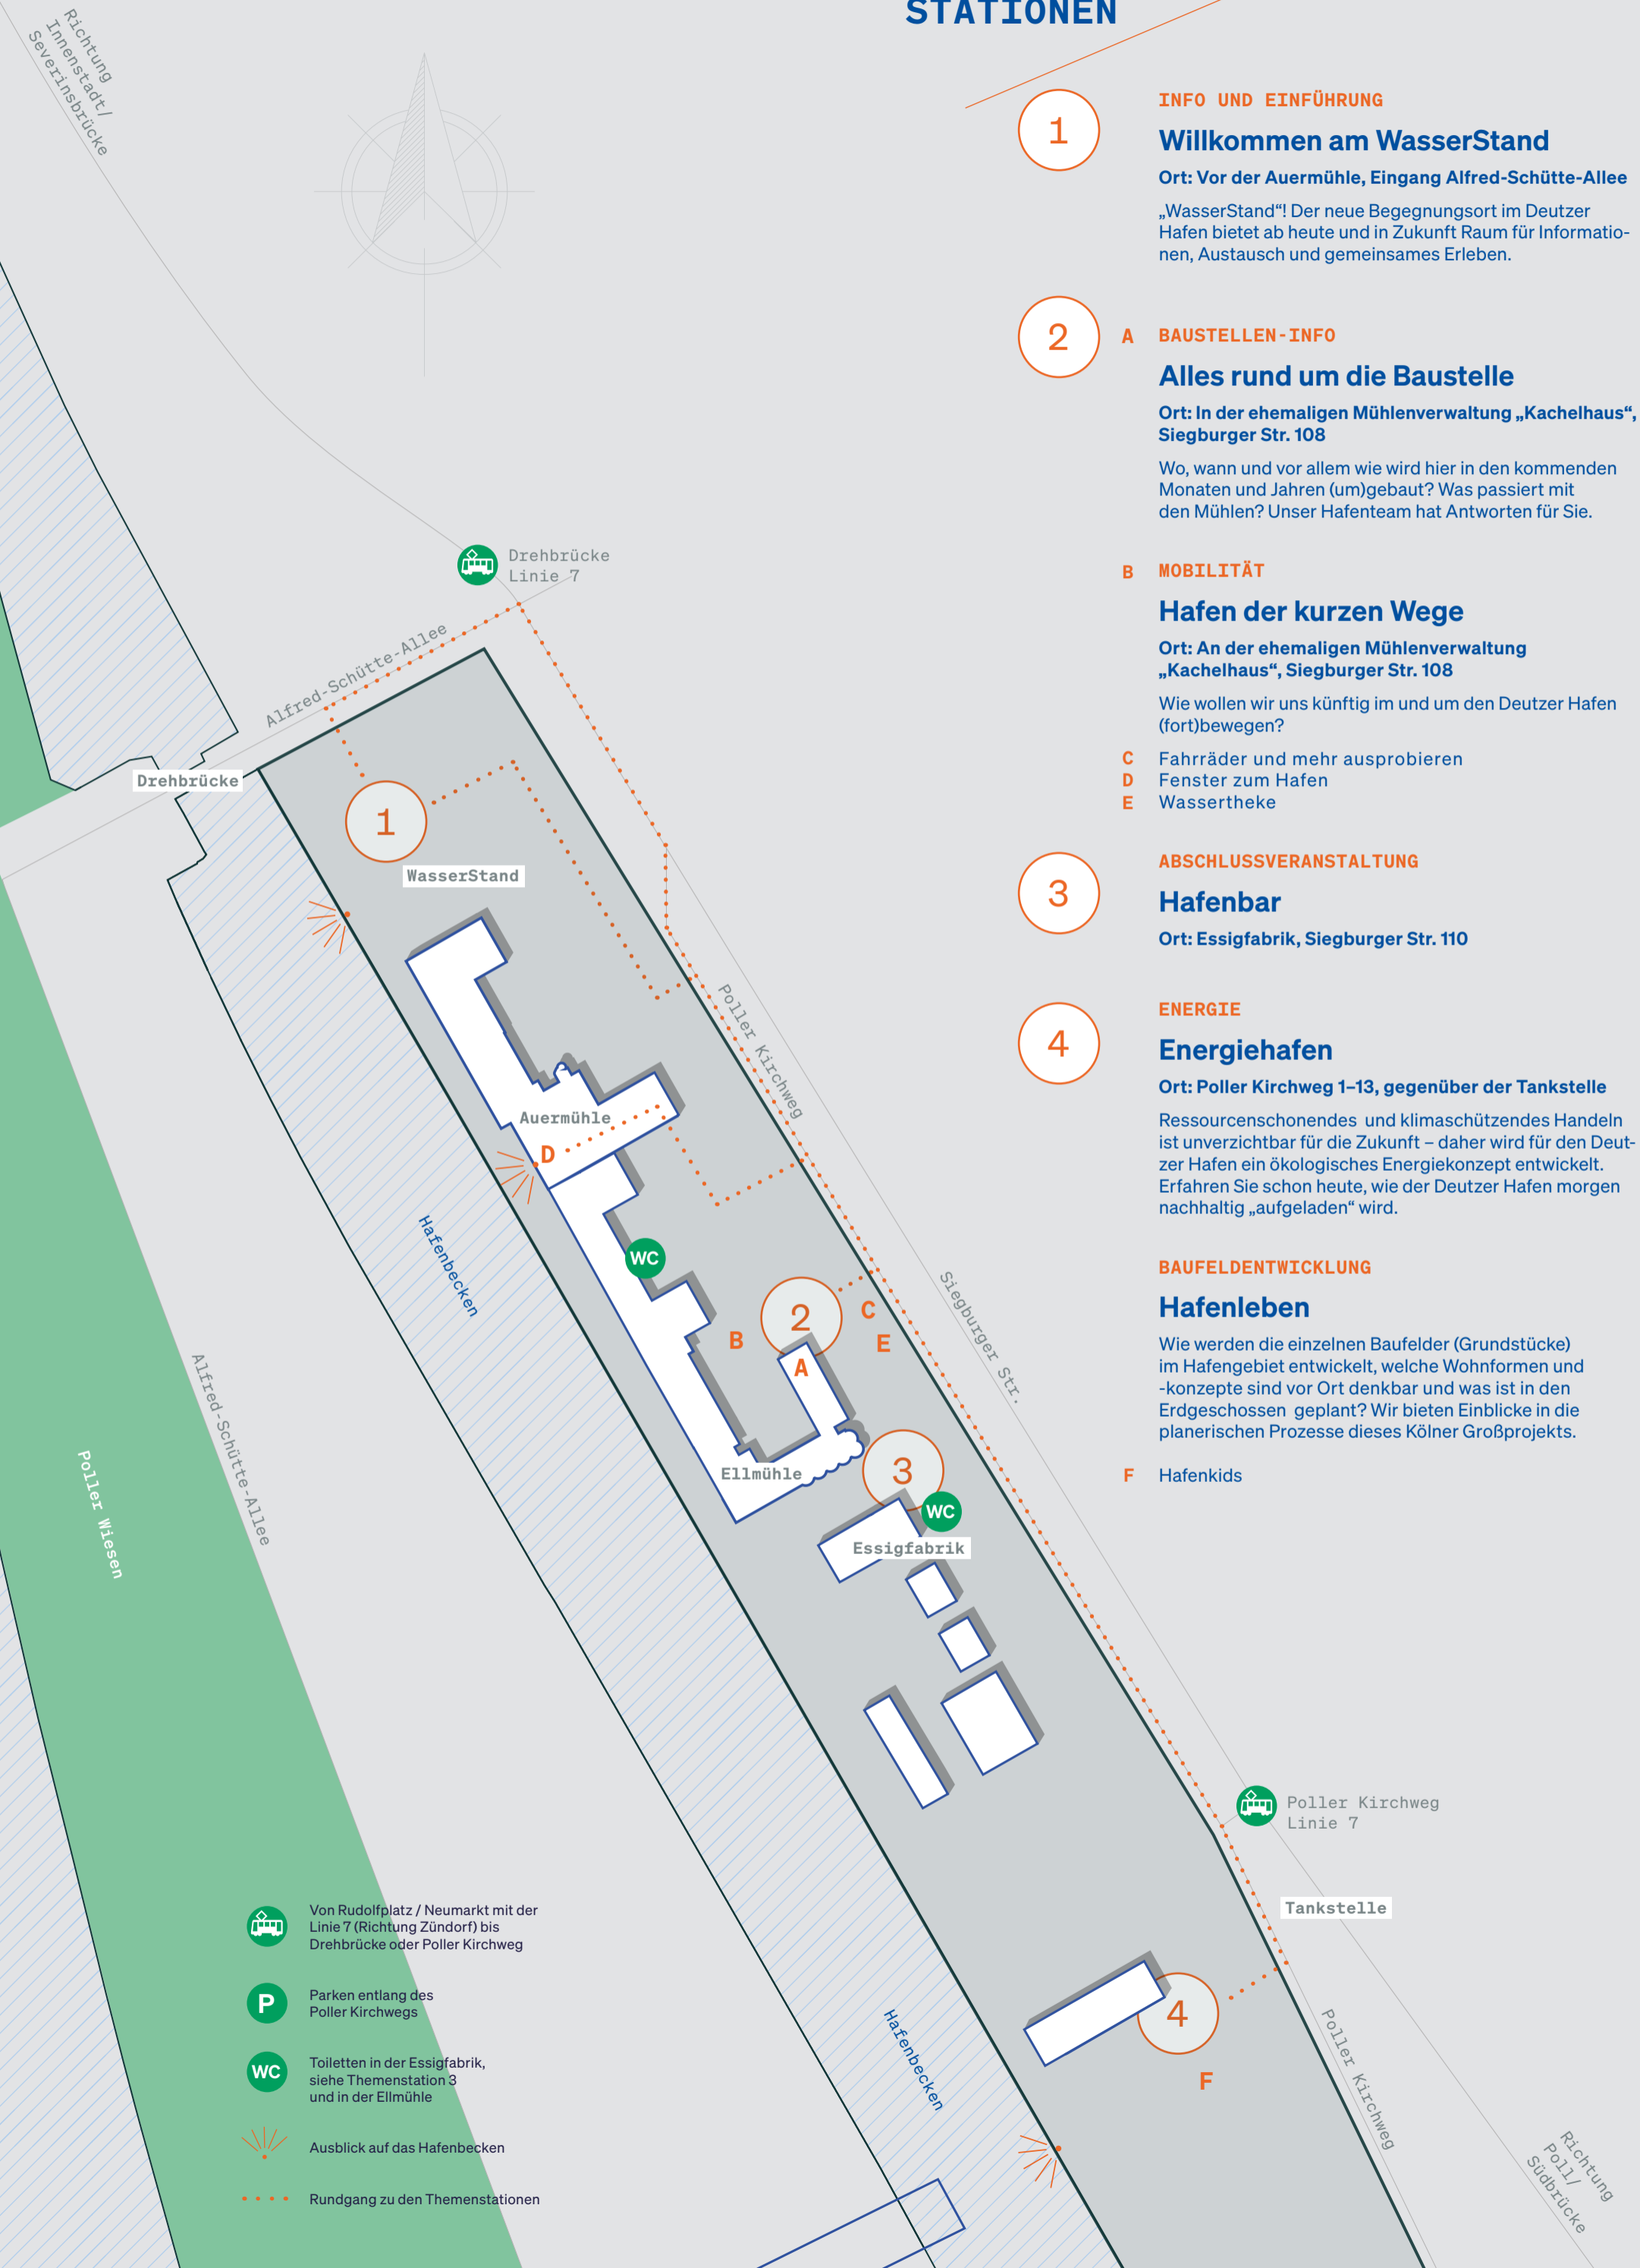 STATIONEN
1
INFO UND EINFÜHRUNG
Willkommen am WasserStand
Ort: Vor der Auermühle, Eingang Alfred-Schütte-Allee
„WasserStand“! Der neue Begegnungsort im Deutzer
Hafen bietet ab heute und in Zukunft Raum für Informatio-
nen, Austausch und gemeinsames Erleben.
2
A BAUSTELLEN-INFO
Alles rund um die Baustelle
Ort: In der ehemaligen Mühlenverwaltung „Kachelhaus“,
Siegburger Str. 108
Wo, wann und vor allem wie wird hier in den kommenden
Monaten und Jahren (um)gebaut? Was passiert mit
den Mühlen? Unser Hafenteam hat Antworten für Sie.
B MOBILITÄT
Hafen der kurzen Wege
Ort: An der ehemaligen Mühlenverwaltung
„Kachelhaus“, Siegburger Str. 108
Wie wollen wir uns künftig im und um den Deutzer Hafen
(fort)bewegen?
C Fahrräder und mehr ausprobieren
D Fenster zum Hafen
E Wassertheke
3
ABSCHLUSSVERANSTALTUNG
Hafenbar
Ort: Essigfabrik, Siegburger Str. 110
4
ENERGIE
Energiehafen
Ort: Poller Kirchweg 1–13, gegenüber der Tankstelle
Ressourcenschonendes und klimaschützendes Handeln
ist unverzichtbar für die Zukunft – daher wird für den Deut-
zer Hafen ein ökologisches Energiekonzept entwickelt.
Erfahren Sie schon heute, wie der Deutzer Hafen morgen
nachhaltig „aufgeladen“ wird.
BAUFELDENTWICKLUNG
Hafenleben
Wie werden die einzelnen Baufelder (Grundstücke)
im Hafengebiet entwickelt, welche Wohnformen und
-konzepte sind vor Ort denkbar und was ist in den
Erdgeschossen geplant? Wir bieten Einblicke in die
planerischen Prozesse dieses Kölner Großprojekts.
F Hafenkids
Richtung
Innenstadt/
Severinsbrücke
Drehbrücke
Linie 7
Alfred-Schütte-Allee
Drehbrücke
1
WasserStand
Poller Kirchweg
Auermühle
D
Hafenbecken
WC
Siegburger Str.
2
C
B
E
A
Alfred-Schütte-Allee
Poller Wiesen
Ellmühle
3
WC
Essigfabrik
Poller Kirchweg
Linie 7
Tankstelle
4
F
Hafenbecken
Poller Kirchweg
Richtung
Poll/
Südbrücke
Von Rudolfplatz / Neumarkt mit der
Linie 7 (Richtung Zündorf) bis
Drehbrücke oder Poller Kirchweg
P
Parken entlang des
Poller Kirchwegs
WC
Toiletten in der Essigfabrik,
siehe Themenstation 3
und in der Ellmühle
Ausblick auf das Hafenbecken
Rundgang zu den Themenstationen